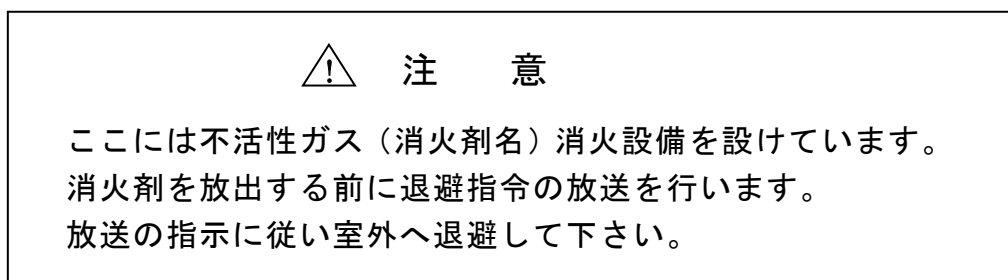 ⚠ 注 意
ここには不活性ガス（消火剤名）消火設備を設けています。
消火剤を放出する前に退避指令の放送を行います。
放送の指示に従い室外へ退避して下さい。